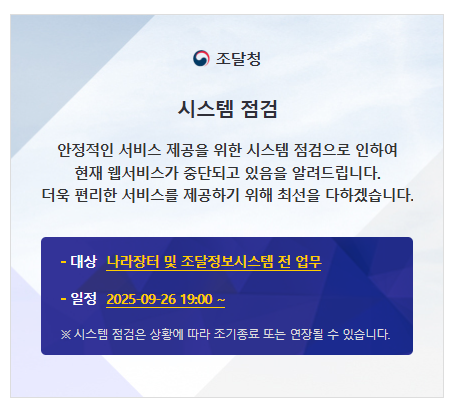 조달청
시스템 점검
안정적인 서비스 제공을 위한 시스템 점검으로 인하여
현재 웹서비스가 중단되고 있음을 알려드립니다.
더욱 편리한 서비스를 제공하기 위해 최선을 다하겠습니다.
- 대상 나라장터 및 조달정보시스템 전 업무
- 일정 2025-09-26 19:00 ~
※ 시스템 점검은 상황에 따라 조기종료 또는 연장될 수 있습니다.